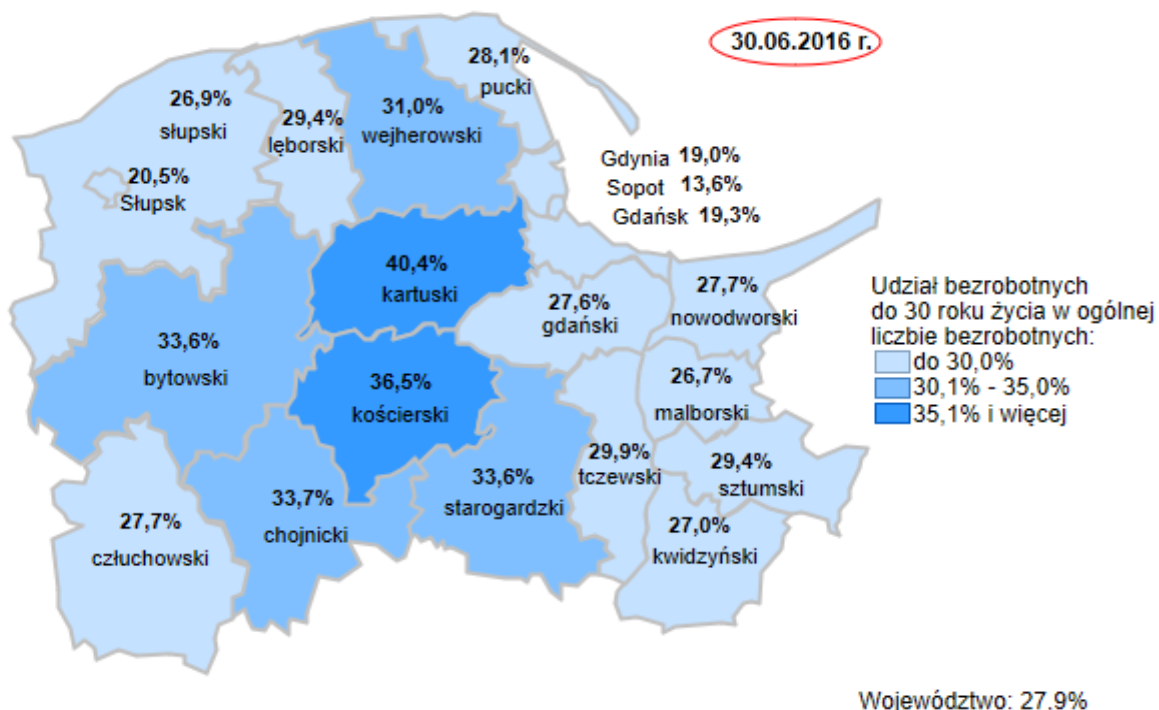 30.06.2016 r.
28,1%
pucki
26,9%
słupski
29,4%
lęborski
31,0%
wejherowski
20,5%
Słupsk
Gdynia 19,0%
Sopot 13,6%
Gdańsk 19,3%
40,4%
kartuski
27,6%
gdański
27,7%
nowodworski
33,6%
bytowski
36,5%
kościerski
26,7%
malborski
29,9%
tczewski
29,4%
sztumski
33,6%
starogardzki
33,7%
chojnicki
27,7%
człuchowski
27,0%
kwidzyński
Udział bezrobotnych
do 30 roku życia w ogólnej
liczbie bezrobotnych:
do 30,0%
30,1% - 35,0%
35,1% i więcej
Województwo: 27,9%